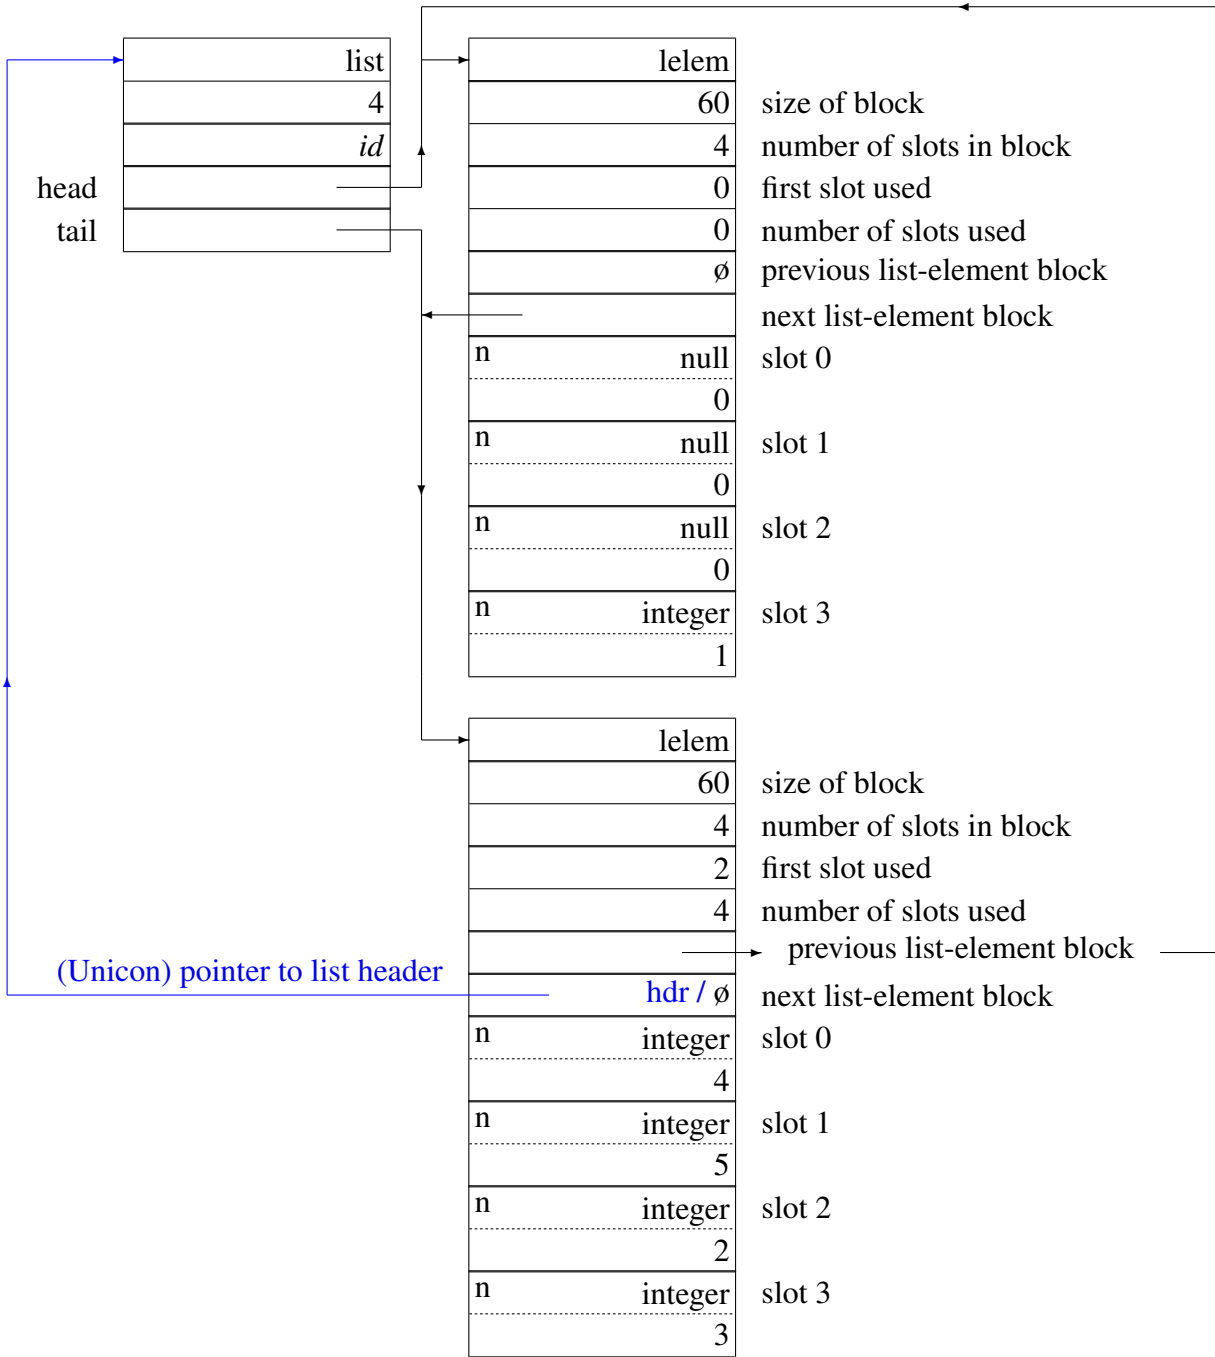 list
4
id
head
tail
lelem
60 size of block
4 number of slots in block
0 first slot used
0 number of slots used
ø previous list-element block
next list-element block
n null slot 0
0
n null slot 1
0
n null slot 2
0
n integer slot 3
1
lelem
60 size of block
4 number of slots in block
2 first slot used
4 number of slots used
previous list-element block
(Unicon) pointer to list header
hdr / ø next list-element block
n integer slot 0
4
n integer slot 1
5
n integer slot 2
2
n integer slot 3
3